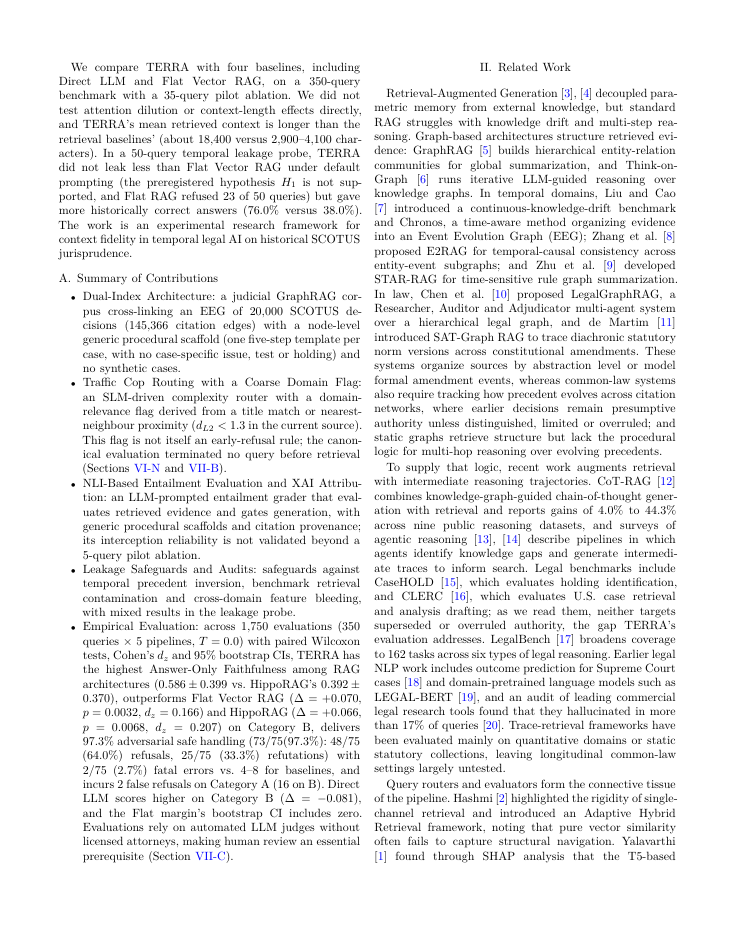 We compare TERRA with four baselines, including
Direct LLM and Flat Vector RAG, on a 350-query
benchmark with a 35-query pilot ablation. We did not
test attention dilution or context-length effects directly,
and TERRA's mean retrieved context is longer than the
retrieval baselines' (about 18,400 versus 2,900–4,100 char-
acters). In a 50-query temporal leakage probe, TERRA
did not leak less than Flat Vector RAG under default
prompting (the preregistered hypothesis H1 is not sup-
ported, and Flat RAG refused 23 of 50 queries) but gave
more historically correct answers (76.0% versus 38.0%).
The work is an experimental research framework for
context fidelity in temporal legal AI on historical SCOTUS
jurisprudence.
A. Summary of Contributions
• Dual-Index Architecture: a judicial GraphRAG cor-
pus cross-linking an EEG of 20,000 SCOTUS de-
cisions (145,366 citation edges) with a node-level
generic procedural scaffold (one five-step template per
case, with no case-specific issue, test or holding) and
no synthetic cases.
• Traffic Cop Routing with a Coarse Domain Flag:
an SLM-driven complexity router with a domain-
relevance flag derived from a title match or nearest-
neighbour proximity (dL2 < 1.3 in the current source).
This flag is not itself an early-refusal rule; the canon-
ical evaluation terminated no query before retrieval
(Sections VI-N and VII-B).
• NLI-Based Entailment Evaluation and XAI Attribu-
tion: an LLM-prompted entailment grader that eval-
uates retrieved evidence and gates generation, with
generic procedural scaffolds and citation provenance;
its interception reliability is not validated beyond a
5-query pilot ablation.
• Leakage Safeguards and Audits: safeguards against
temporal precedent inversion, benchmark retrieval
contamination and cross-domain feature bleeding,
with mixed results in the leakage probe.
• Empirical Evaluation: across 1,750 evaluations (350
queries × 5 pipelines, T = 0.0) with paired Wilcoxon
tests, Cohen's dz and 95% bootstrap CIs, TERRA has
the highest Answer-Only Faithfulness among RAG
architectures (0.586 ± 0.399 vs. HippoRAG's 0.392 ±
0.370), outperforms Flat Vector RAG (Δ = +0.070,
p = 0.0032, dz = 0.166) and HippoRAG (Δ = +0.066,
p = 0.0068, dz = 0.207) on Category B, delivers
97.3% adversarial safe handling (73/75(97.3%): 48/75
(64.0%) refusals, 25/75 (33.3%) refutations) with
2/75 (2.7%) fatal errors vs. 4–8 for baselines, and
incurs 2 false refusals on Category A (16 on B). Direct
LLM scores higher on Category B (Δ = −0.081),
and the Flat margin's bootstrap CI includes zero.
Evaluations rely on automated LLM judges without
licensed attorneys, making human review an essential
prerequisite (Section VII-C).
II. Related Work
Retrieval-Augmented Generation [3], [4] decoupled para-
metric memory from external knowledge, but standard
RAG struggles with knowledge drift and multi-step rea-
soning. Graph-based architectures structure retrieved evi-
dence: GraphRAG [5] builds hierarchical entity-relation
communities for global summarization, and Think-on-
Graph [6] runs iterative LLM-guided reasoning over
knowledge graphs. In temporal domains, Liu and Cao
[7] introduced a continuous-knowledge-drift benchmark
and Chronos, a time-aware method organizing evidence
into an Event Evolution Graph (EEG); Zhang et al. [8]
proposed E2RAG for temporal-causal consistency across
entity-event subgraphs; and Zhu et al. [9] developed
STAR-RAG for time-sensitive rule graph summarization.
In law, Chen et al. [10] proposed LegalGraphRAG, a
Researcher, Auditor and Adjudicator multi-agent system
over a hierarchical legal graph, and de Martim [11]
introduced SAT-Graph RAG to trace diachronic statutory
norm versions across constitutional amendments. These
systems organize sources by abstraction level or model
formal amendment events, whereas common-law systems
also require tracking how precedent evolves across citation
networks, where earlier decisions remain presumptive
authority unless distinguished, limited or overruled; and
static graphs retrieve structure but lack the procedural
logic for multi-hop reasoning over evolving precedents.
To supply that logic, recent work augments retrieval
with intermediate reasoning trajectories. CoT-RAG [12]
combines knowledge-graph-guided chain-of-thought gener-
ation with retrieval and reports gains of 4.0% to 44.3%
across nine public reasoning datasets, and surveys of
agentic reasoning [13], [14] describe pipelines in which
agents identify knowledge gaps and generate intermedi-
ate traces to inform search. Legal benchmarks include
CaseHOLD [15], which evaluates holding identification,
and CLERC [16], which evaluates U.S. case retrieval
and analysis drafting; as we read them, neither targets
superseded or overruled authority, the gap TERRA's
evaluation addresses. LegalBench [17] broadens coverage
to 162 tasks across six types of legal reasoning. Earlier legal
NLP work includes outcome prediction for Supreme Court
cases [18] and domain-pretrained language models such as
LEGAL-BERT [19], and an audit of leading commercial
legal research tools found that they hallucinated in more
than 17% of queries [20]. Trace-retrieval frameworks have
been evaluated mainly on quantitative domains or static
statutory collections, leaving longitudinal common-law
settings largely untested.
Query routers and evaluators form the connective tissue
of the pipeline. Hashmi [2] highlighted the rigidity of single-
channel retrieval and introduced an Adaptive Hybrid
Retrieval framework, noting that pure vector similarity
often fails to capture structural navigation. Yalavarthi
[1] found through SHAP analysis that the T5-based